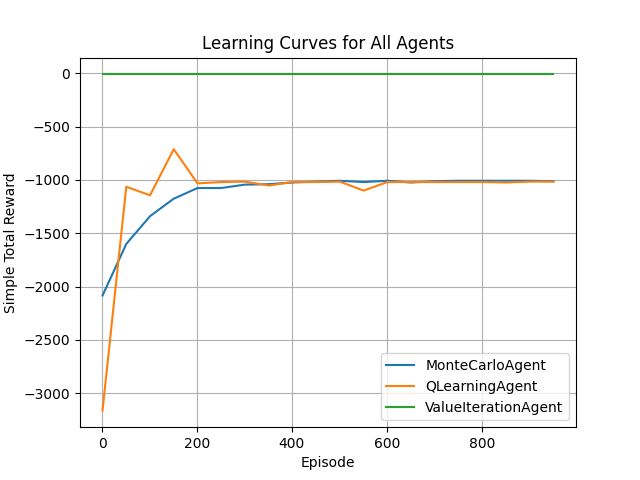 Learning Curves for All Agents
Simple Total Reward
0
−500
−1000
−1500
−2000
−2500
−3000
0
200
400
600
800
Episode
MonteCarloAgent
QLearningAgent
ValueIterationAgent